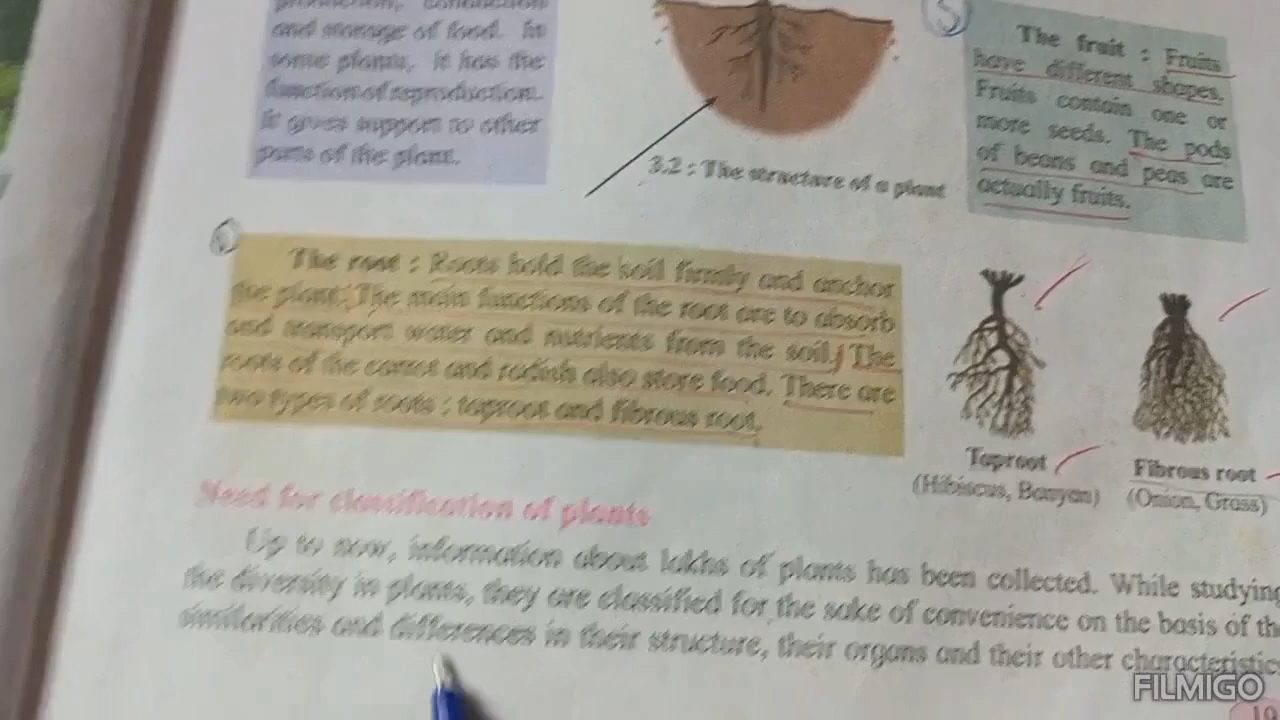 production, conduction
and storage of food. In
some plants, it has the
function of reproduction.
It gives support to other
parts of the plant.
3.2 : The structure of a plant
5
The fruit : Fruits
have different shapes.
Fruits contain one or
more seeds. The pods
of beans and peas are
actually fruits.
The root : Roots hold the soil firmly and anchor
the plant. The main functions of the root are to absorb
and transport water and nutrients from the soil. The
roots of the carrot and radish also store food. There are
two types of roots : taproot and fibrous root.
Taproot
(Hibiscus, Banyan)
Fibrous root
(Onion, Grass)
Need for classification of plants
Up to now, information about lakhs of plants has been collected. While studying
the diversity in plants, they are classified for the sake of convenience on the basis of the
similarities and differences in their structure, their organs and their other characteristics
FILMIGO
19